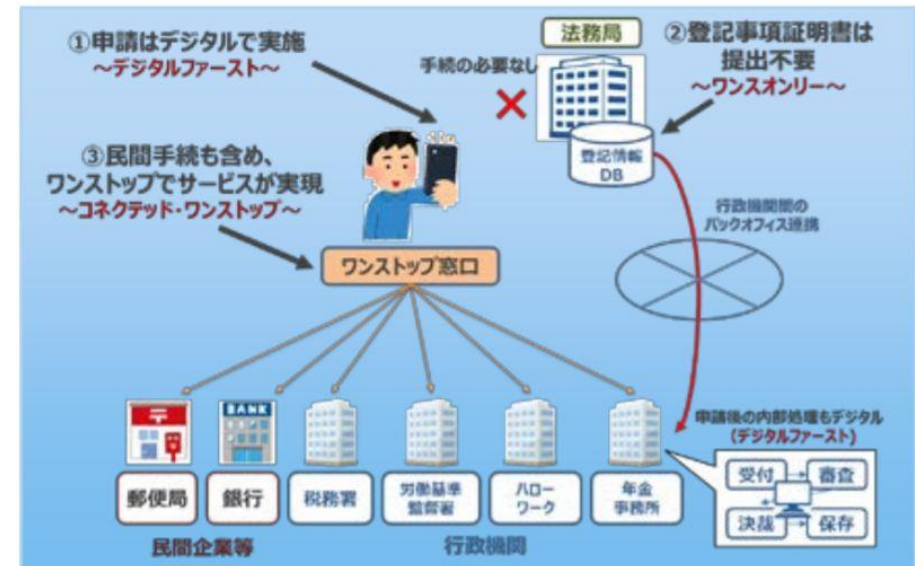 ①申請はデジタルで実施
～デジタルファースト～
法務局
手続の必要なし
②登記事項証明書は
提出不要
～ワンスオンリー～
登記情報
DB
③民間手続も含め、
ワンストップでサービスが実現
～コネクテッド・ワンストップ～
行政機関間の
バックオフィス連携
ワンストップ窓口
BANK
申請後の内部処理もデジタル
(デジタルファースト)
受付
審査
決裁
保存
郵便局
銀行
税務署
労働基準
監督署
ハロー
ワーク
年金
事務所
民間企業等
行政機関